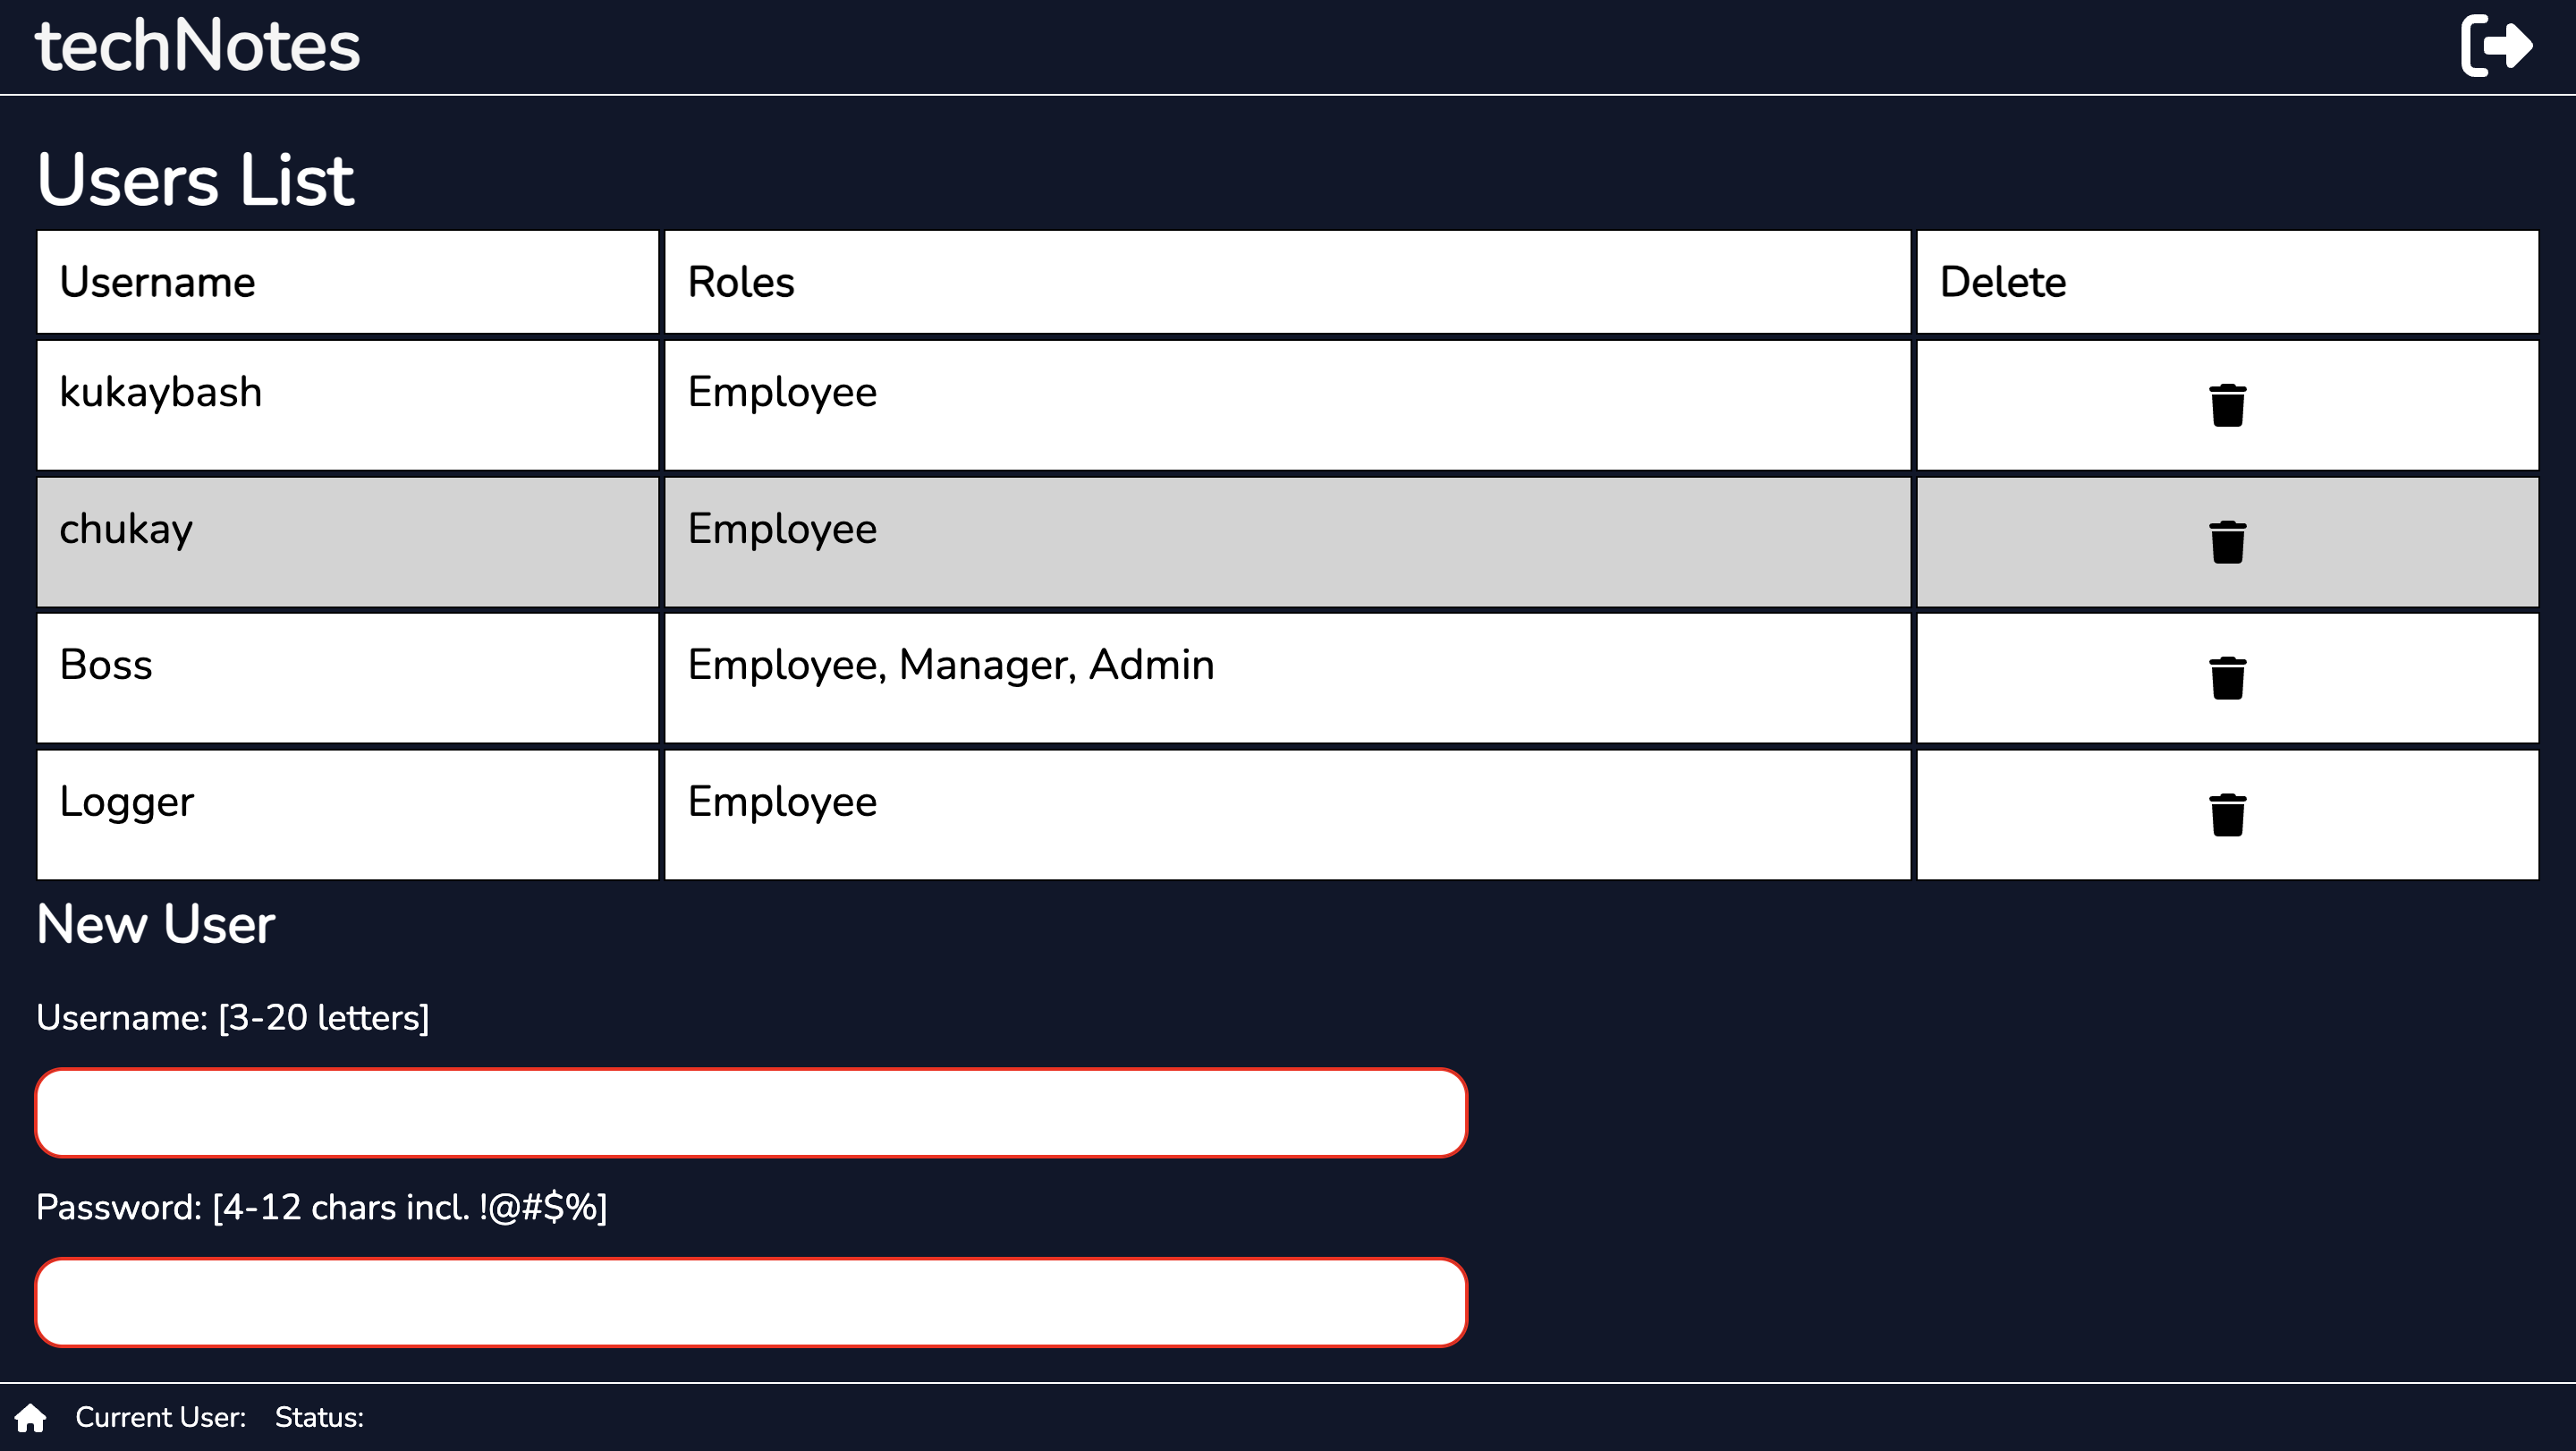 techNotes
Users List
Username Roles Delete
kukaybash Employee
chukay Employee
Boss Employee, Manager, Admin
Logger Employee
New User
Username: [3-20 letters]
Password: [4-12 chars incl. !@#$%]
Current User: Status: